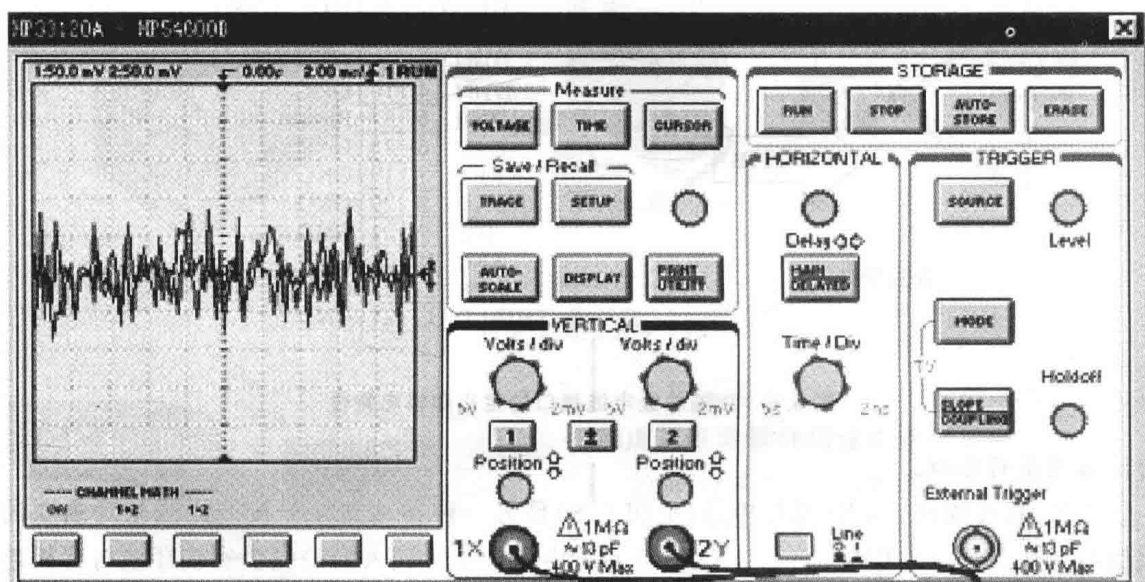 HP33120A - HP54600B
1:50.0 mV 2:50.0 mV 0.00s 2.00 ms/ 1 RUN
CHANNEL MATH
Off 1+2 1-2
Measure
VOLTAGE TIME CURSOR
Save / Recall
TRACE SETUP
AUTO-SCALE DISPLAY PRINT UTILITY
VERTICAL
Volts / div Volts / div
5V 2mV 5V 2mV
1 ± 2
Position Position
1X 1MΩ ≈ 10 pF 400 V Max 2Y
STORAGE
RUN STOP AUTO-STORE ERASE
HORIZONTAL
Delay
MAIN DELAYED
Time / Div
5s 2ns
Line
TRIGGER
SOURCE
Level
MODE
TV
Holdoff
SLOPE COUPLING
External Trigger
1MΩ
≈ 10 pF
400 V Max